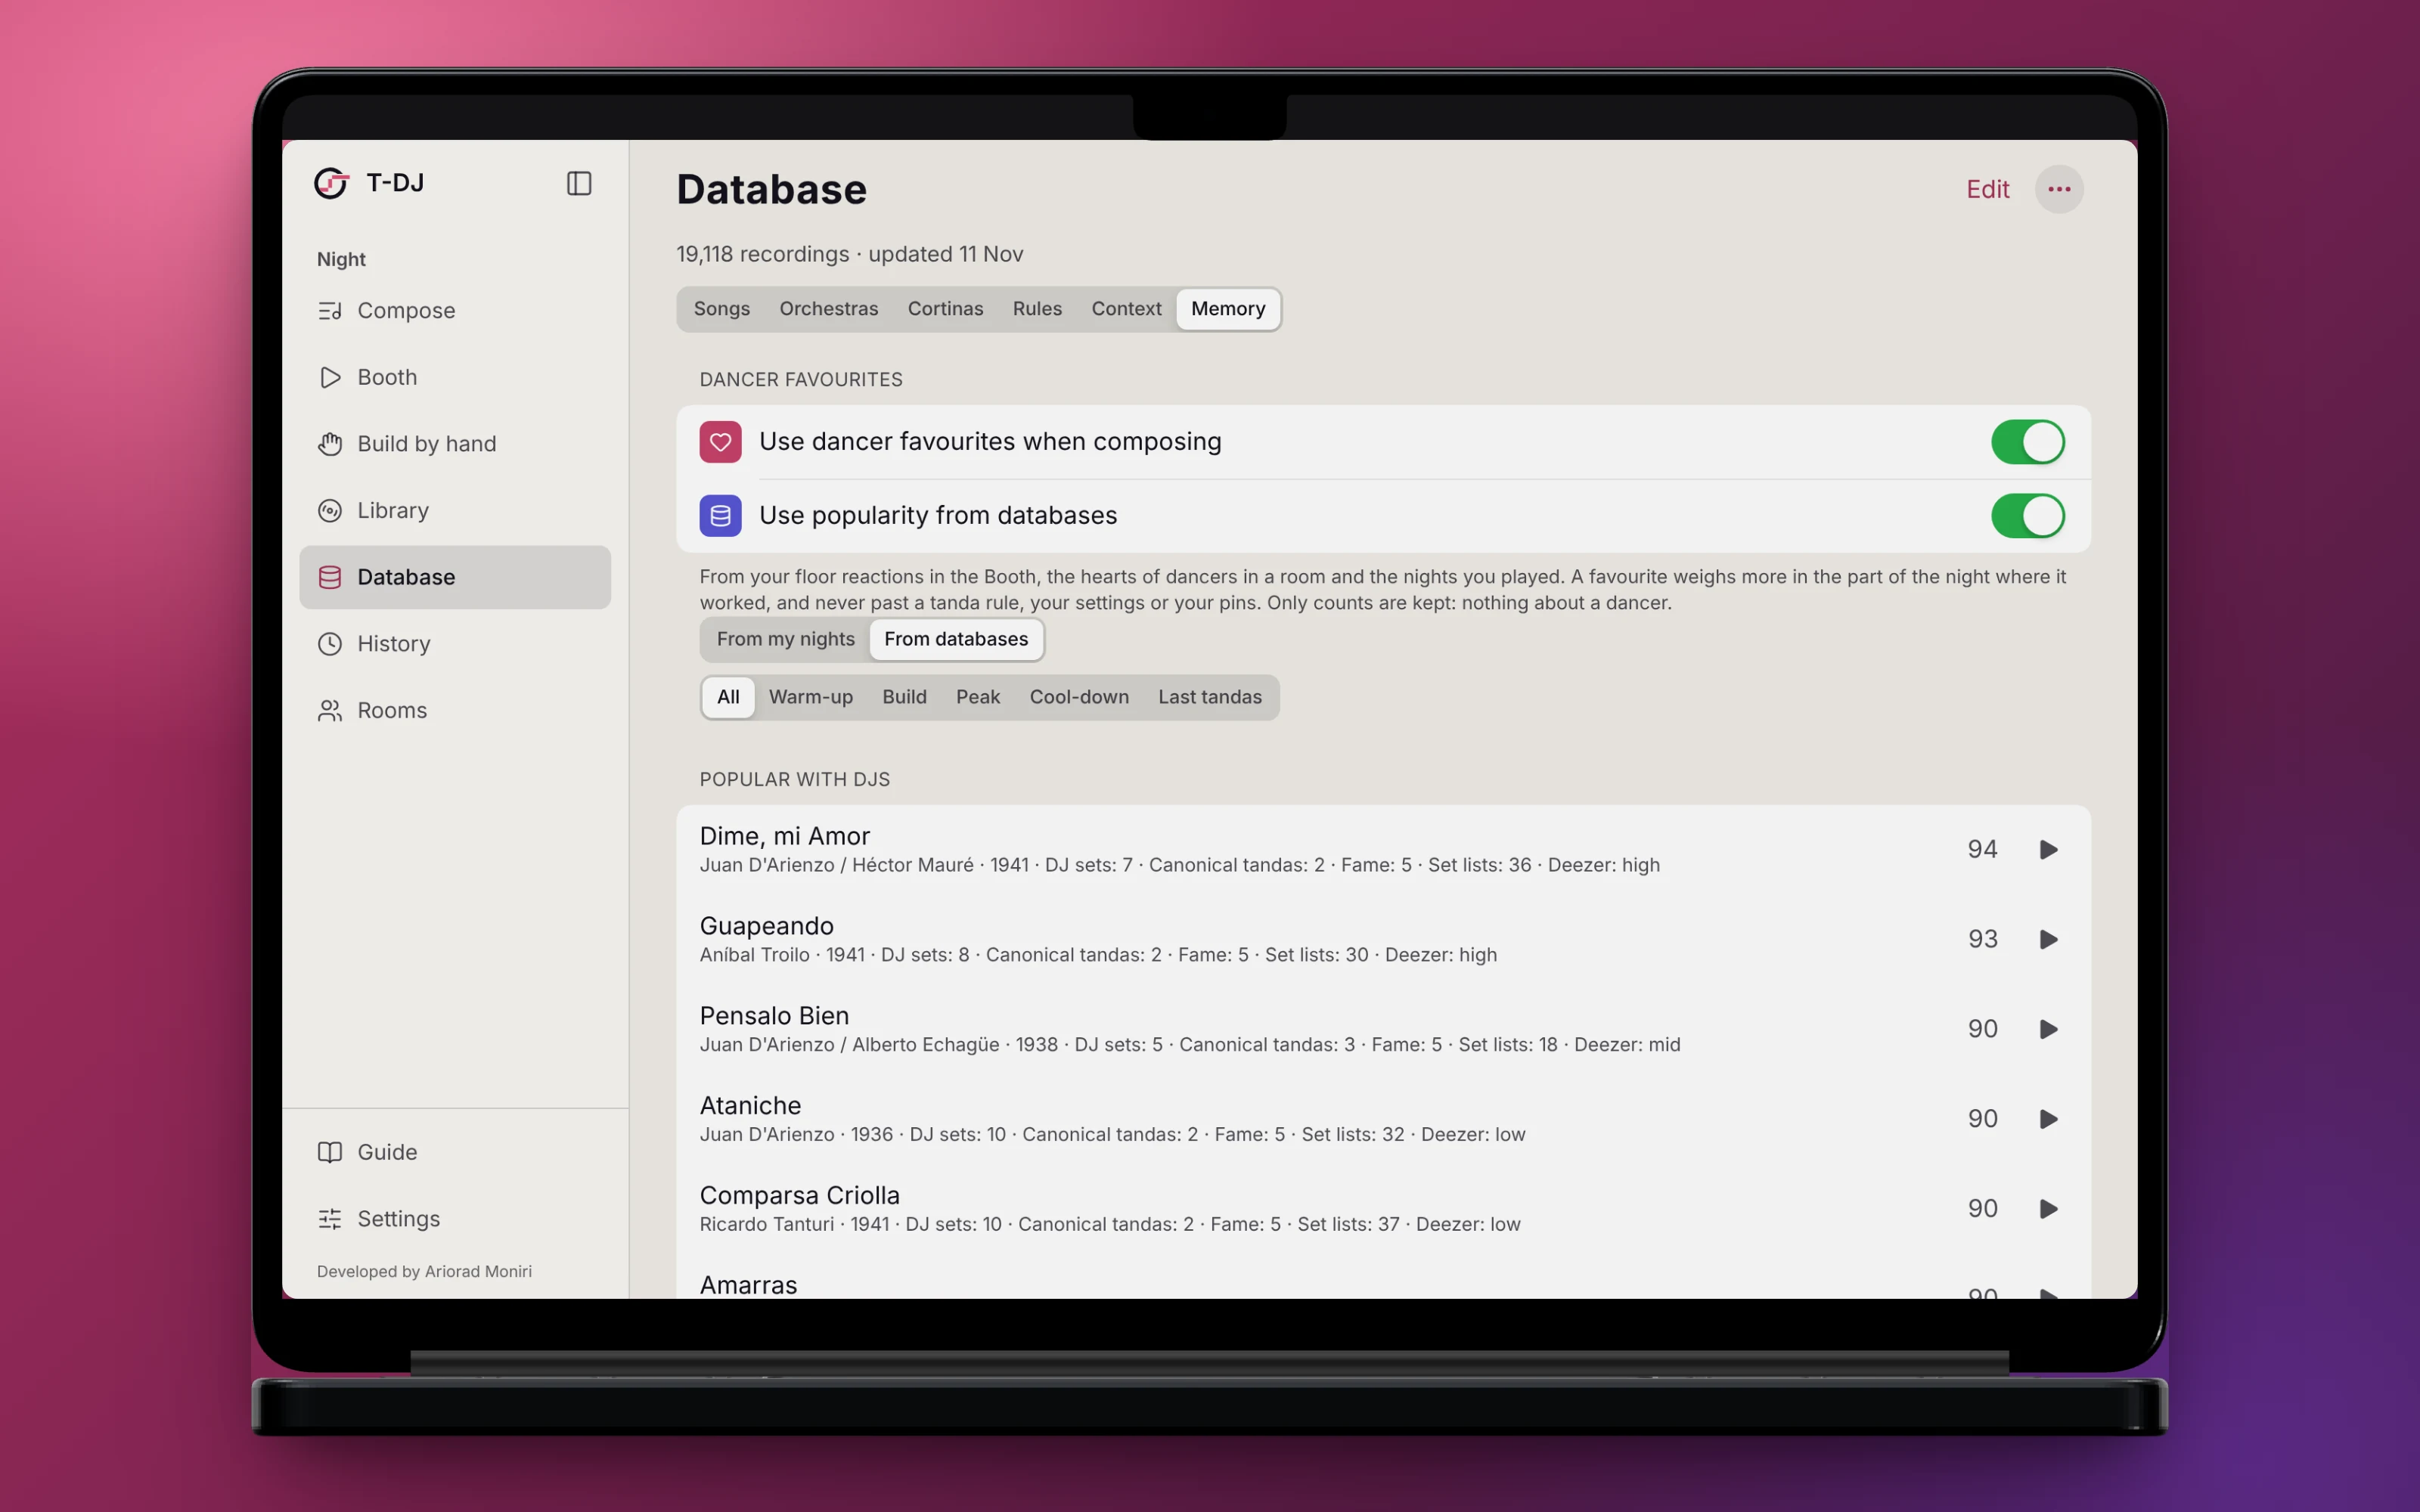 T-DJ
Night
Compose
Booth
Build by hand
Library
Database
History
Rooms
Guide
Settings
Developed by Ariorad Moniri
Database
Edit
19,118 recordings · updated 11 Nov
Songs Orchestras Cortinas Rules Context Memory
DANCER FAVOURITES
Use dancer favourites when composing
Use popularity from databases
From your floor reactions in the Booth, the hearts of dancers in a room and the nights you played. A favourite weighs more in the part of the night where it
worked, and never past a tanda rule, your settings or your pins. Only counts are kept: nothing about a dancer.
From my nights From databases
All Warm-up Build Peak Cool-down Last tandas
POPULAR WITH DJS
Dime, mi Amor
Juan D'Arienzo / Héctor Mauré · 1941 · DJ sets: 7 · Canonical tandas: 2 · Fame: 5 · Set lists: 36 · Deezer: high
94
Guapeando
Aníbal Troilo · 1941 · DJ sets: 8 · Canonical tandas: 2 · Fame: 5 · Set lists: 30 · Deezer: high
93
Pensalo Bien
Juan D'Arienzo / Alberto Echagüe · 1938 · DJ sets: 5 · Canonical tandas: 3 · Fame: 5 · Set lists: 18 · Deezer: mid
90
Ataniche
Juan D'Arienzo · 1936 · DJ sets: 10 · Canonical tandas: 2 · Fame: 5 · Set lists: 32 · Deezer: low
90
Comparsa Criolla
Ricardo Tanturi · 1941 · DJ sets: 10 · Canonical tandas: 2 · Fame: 5 · Set lists: 37 · Deezer: low
90
Amarras
90